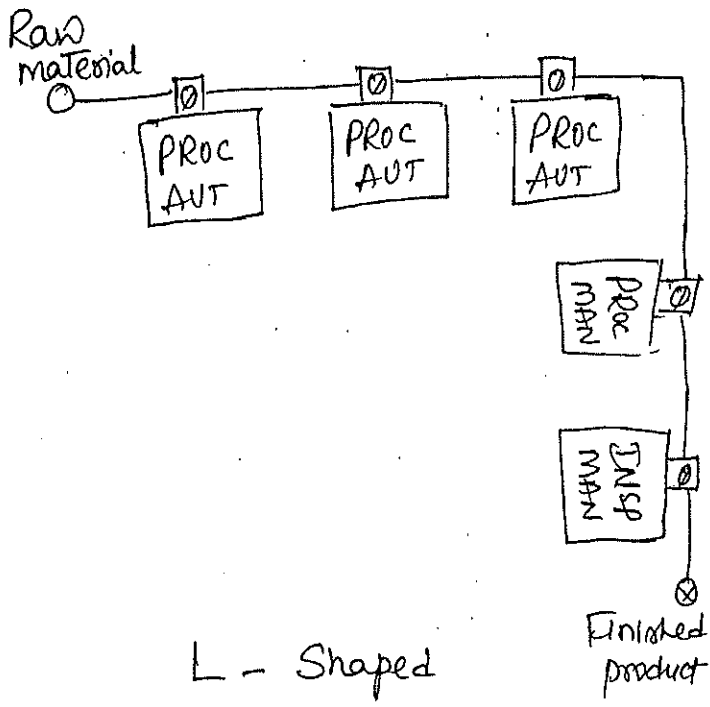 Raw
material
PROC
AUT
PROC
AUT
PROC
AUT
PROC
MAN
INSP
MAN
Finished
product
L - Shaped